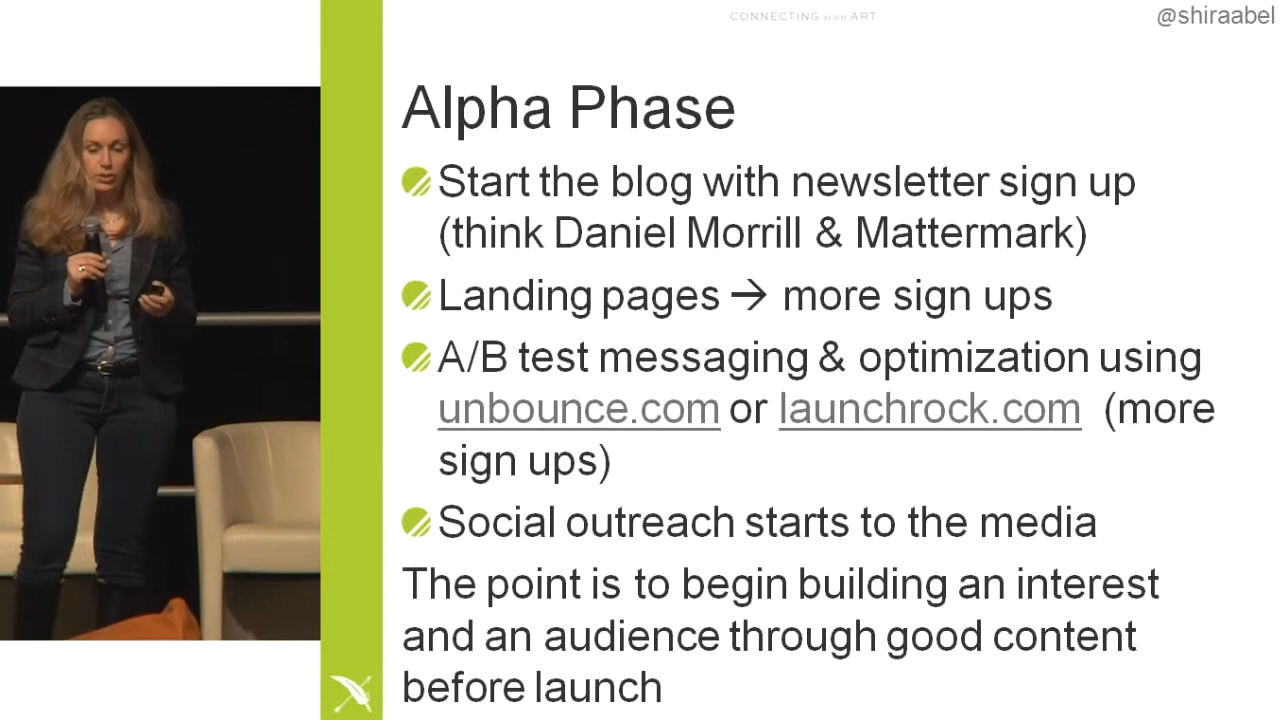 CONNECTING is an ART
@shiraabel
Alpha Phase
Start the blog with newsletter sign up
(think Daniel Morrill & Mattermark)
Landing pages → more sign ups
A/B test messaging & optimization using
unbounce.com or launchrock.com (more
sign ups)
Social outreach starts to the media
The point is to begin building an interest
and an audience through good content
before launch